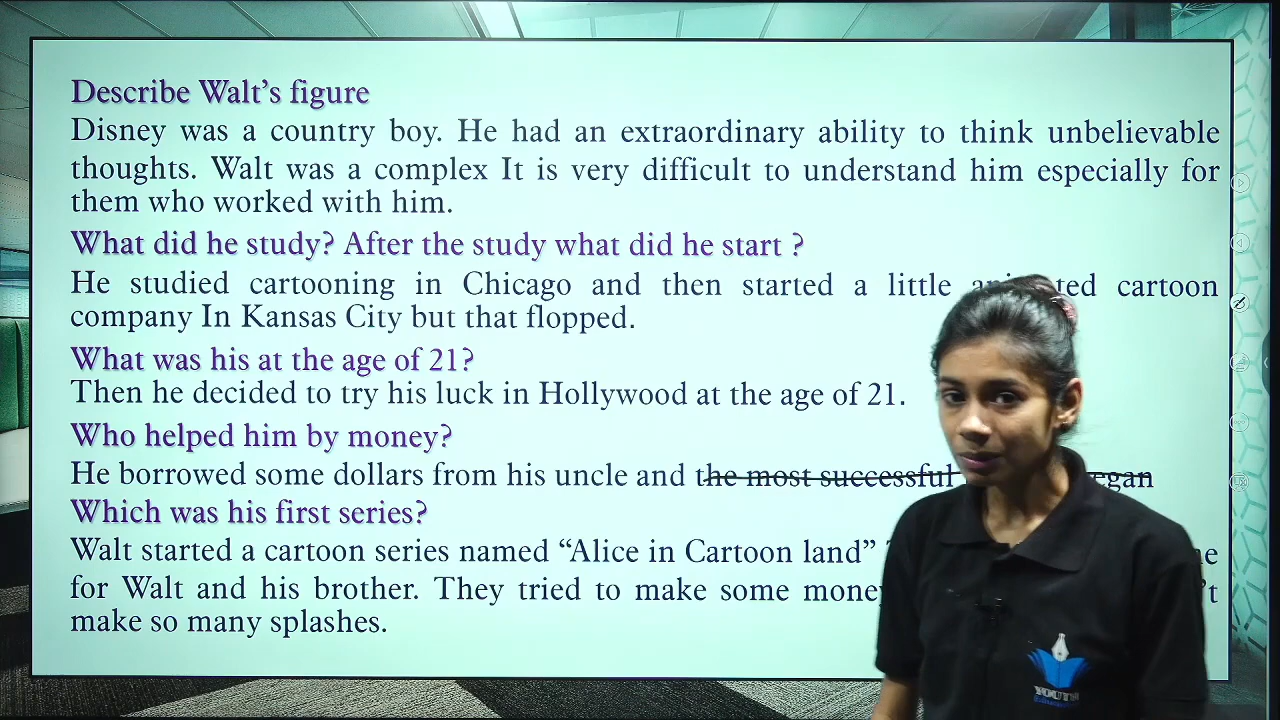 Describe Walt's figure
Disney was a country boy. He had an extraordinary ability to think unbelievable
thoughts. Walt was a complex It is very difficult to understand him especially for
them who worked with him.
What did he study? After the study what did he start ?
He studied cartooning in Chicago and then started a little cartoon
company In Kansas City but that flopped.
What was his at the age of 21?
Then he decided to try his luck in Hollywood at the age of 21.
Who helped him by money?
He borrowed some dollars from his uncle and the most successful
Which was his first series?
Walt started a cartoon series named “Alice in Cartoon land”
for Walt and his brother. They tried to make some
make so many splashes.
YOUTH